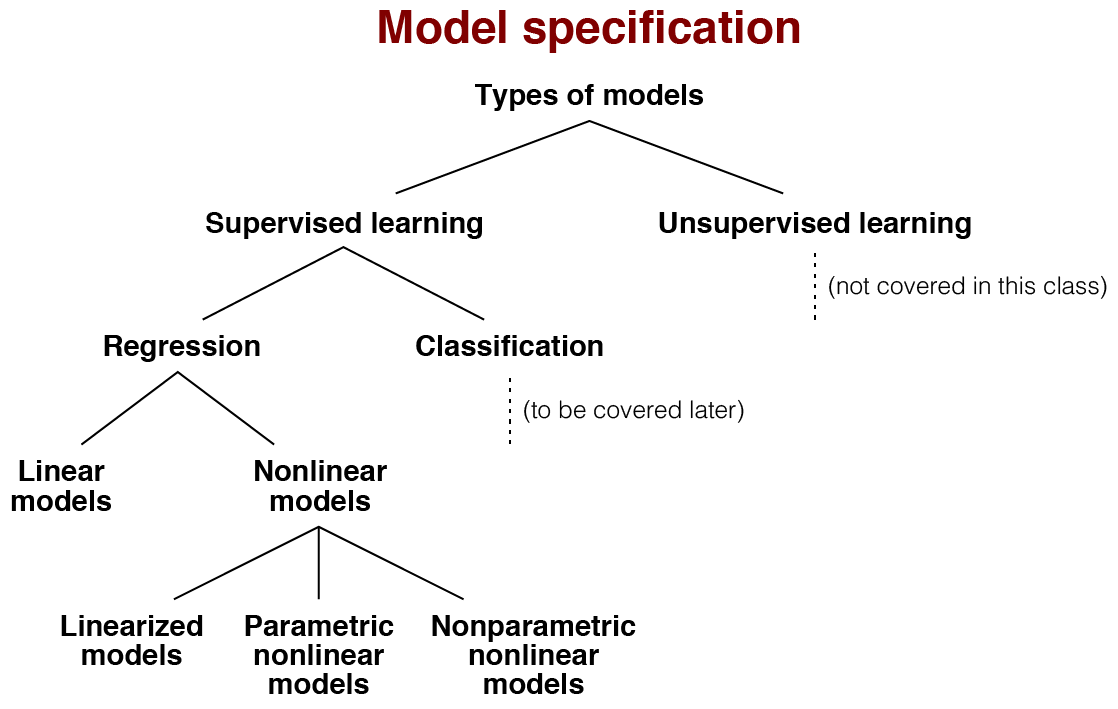 Model specification
Types of models
Supervised learning
Unsupervised learning
(not covered in this class)
Regression
Classification
(to be covered later)
Linear
models
Nonlinear
models
Linearized
models
Parametric
nonlinear
models
Nonparametric
nonlinear
models